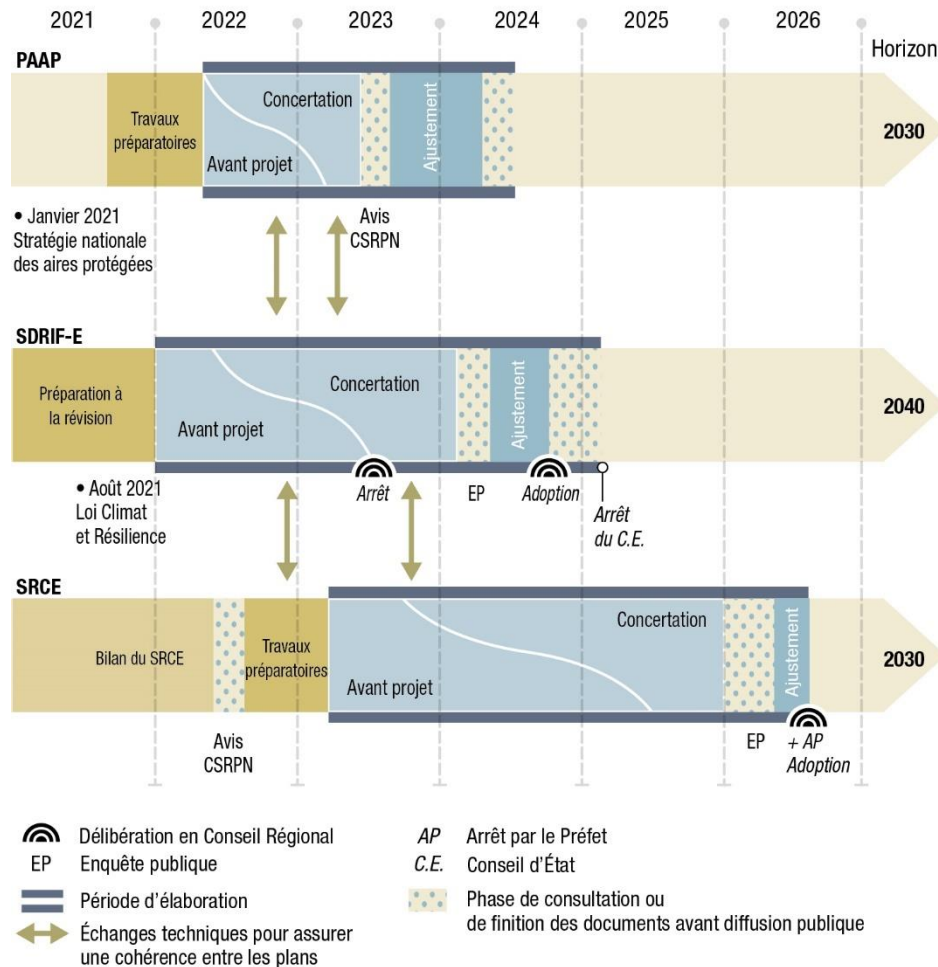 2021 2022 2023 2024 2025 2026
Horizon
PAAP
Travaux
préparatoires
Concertation
Avant projet
Ajustement
2030
• Janvier 2021
Stratégie nationale
des aires protégées
Avis
CSRPN
SDRIF-E
Préparation à
la révision
Concertation
Avant projet
Ajustement
2040
• Août 2021
Loi Climat
et Résilience
Arrêt
EP
Adoption
Arrêt
du C.E.
SRCE
Bilan du SRCE
Travaux
préparatoires
Concertation
Avant projet
Ajustement
2030
Avis
CSRPN
EP
+ AP
Adoption
Délibération en Conseil Régional
EP Enquête publique
Période d'élaboration
Échanges techniques pour assurer
une cohérence entre les plans
AP Arrêt par le Préfet
C.E. Conseil d'État
Phase de consultation ou
de finition des documents avant diffusion publique